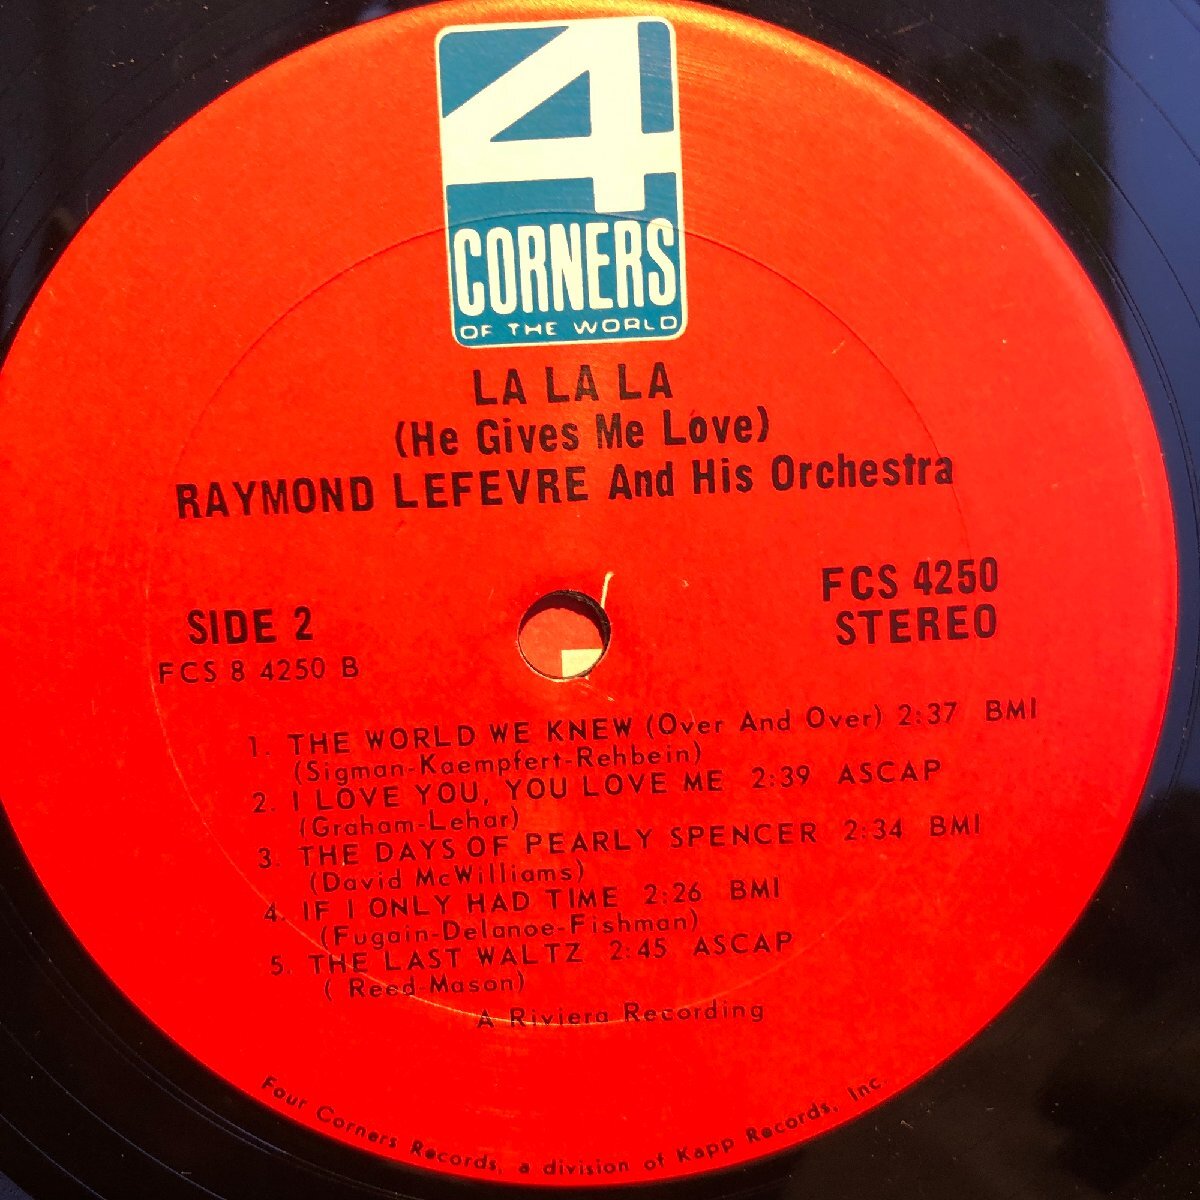 4
CORNERS
OF THE WORLD
LA LA LA
(He Gives Me Love)
RAYMOND LEFEVRE And His Orchestra
FCS 4250
STEREO
SIDE 2
FCS 8 4250 B
1. THE WORLD WE KNEW (Over And Over) 2:37 BMI
(Sigman-Kaempfert-Rehbein)
2. I LOVE YOU, YOU LOVE ME 2:39 ASCAP
(Graham-Lehar)
3. THE DAYS OF PEARLY SPENCER 2:34 BMI
(David McWilliams)
4. IF I ONLY HAD TIME 2:26 BMI
(Fugain-Delanoe-Fishman)
5. THE LAST WALTZ 2:45 ASCAP
( Reed-Mason)
A Riviera Recording
Four Corners Records, a division of Kapp Records, Inc